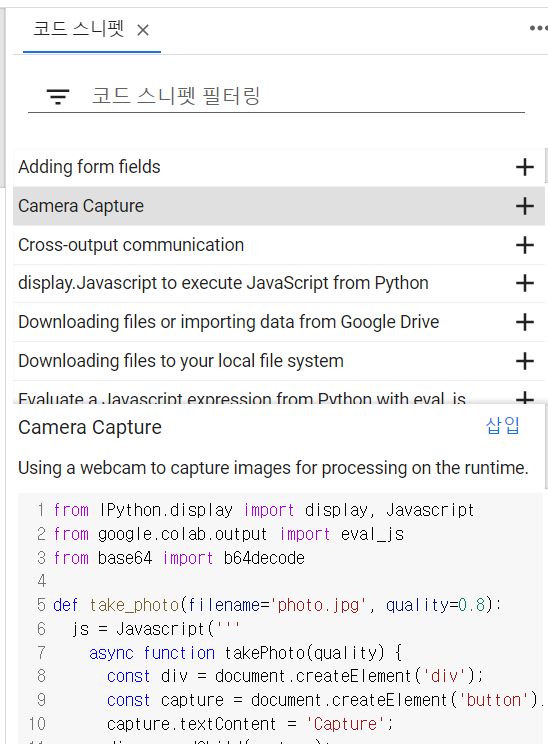 코드 스니펫 ×
코드 스니펫 필터링
Adding form fields
Camera Capture
Cross-output communication
display.Javascript to execute JavaScript from Python
Downloading files or importing data from Google Drive
Downloading files to your local file system
Evaluate a Javascript expression from Python with eval_js
Camera Capture 삽입
Using a webcam to capture images for processing on the runtime.
1 from IPython.display import display, Javascript
2 from google.colab.output import eval_js
3 from base64 import b64decode
4
5 def take_photo(filename='photo.jpg', quality=0.8):
6 js = Javascript('''
7 async function takePhoto(quality) {
8 const div = document.createElement('div');
9 const capture = document.createElement('button').
10 capture.textContent = 'Capture';